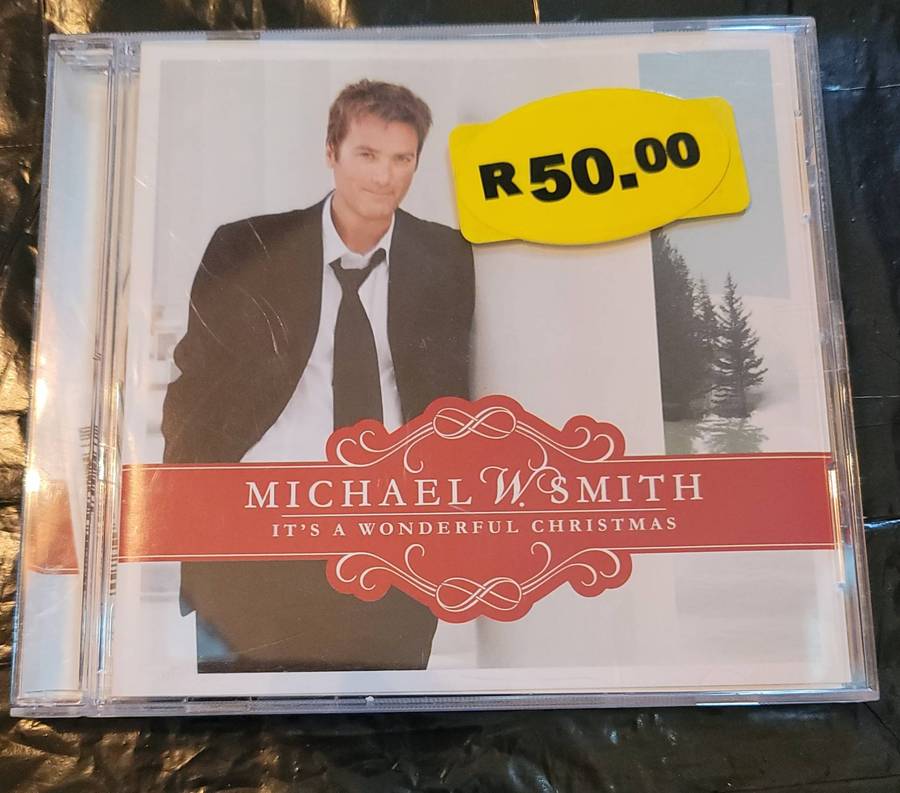 R50.00
MICHAEL W. SMITH
IT'S A WONDERFUL CHRISTMAS